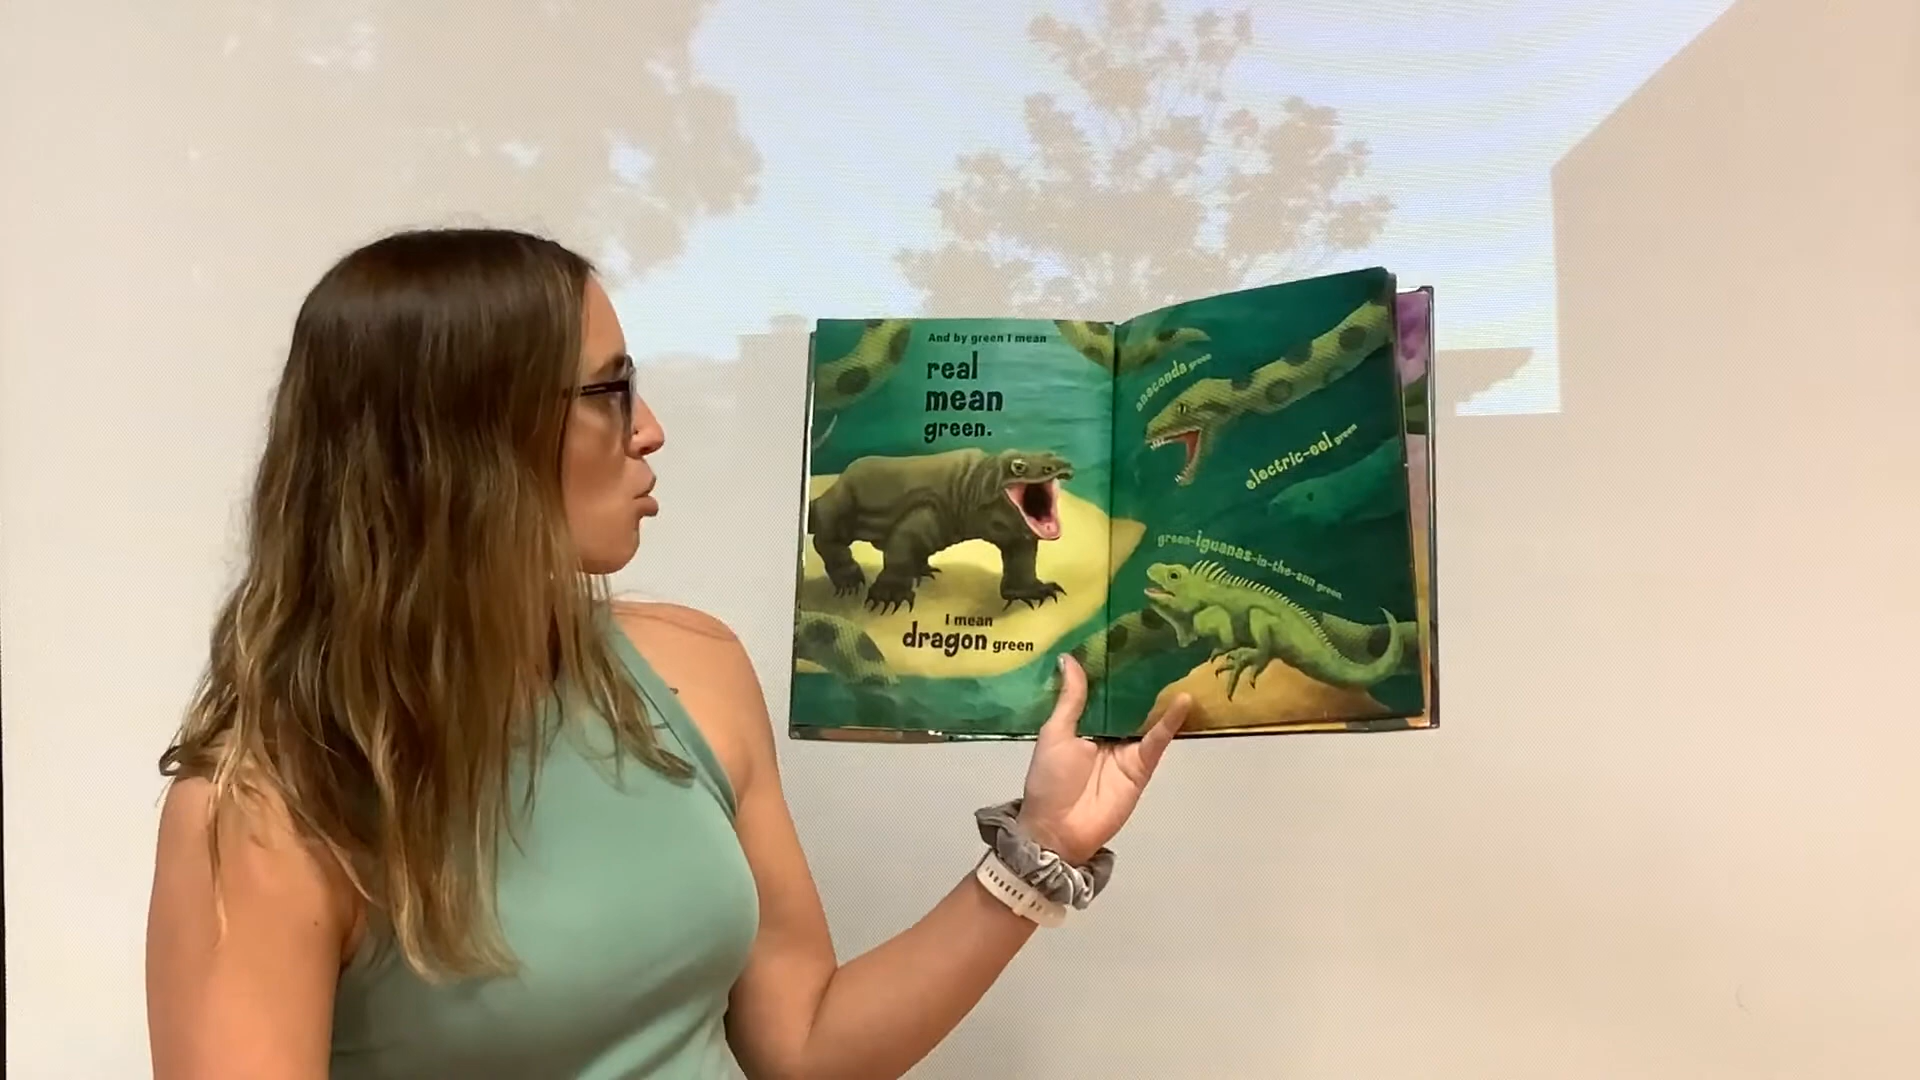 And by green I mean
real
mean
green.
I mean
dragon green
anaconda green
electric-eel green
green-iguanas-in-the-sun green